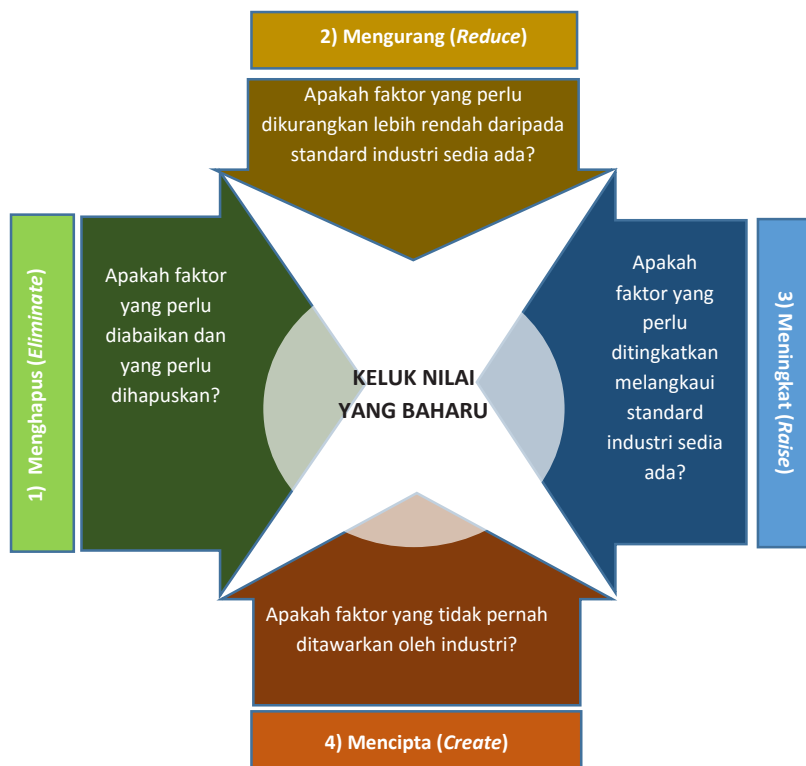 2) Mengurang (Reduce)
Apakah faktor yang perlu
dikurangkan lebih rendah daripada
standard industri sedia ada?
1) Menghapus (Eliminate)
Apakah faktor
yang perlu
diabaikan dan
yang perlu
dihapuskan?
KELUK NILAI
YANG BAHARU
Apakah
faktor yang
perlu
ditingkatkan
melangkaui
standard
industri sedia
ada?
3) Meningkat (Raise)
Apakah faktor yang tidak pernah
ditawarkan oleh industri?
4) Mencipta (Create)